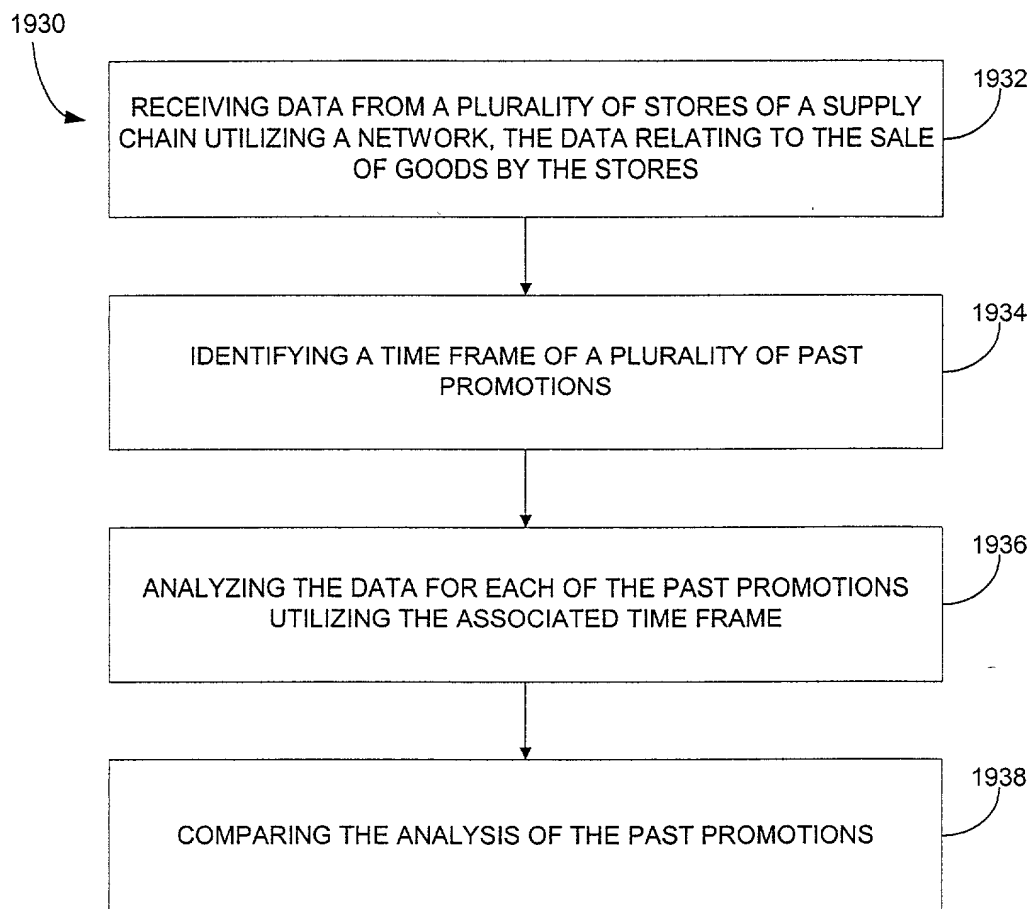 1930
1932
RECEIVING DATA FROM A PLURALITY OF STORES OF A SUPPLY
CHAIN UTILIZING A NETWORK, THE DATA RELATING TO THE SALE
OF GOODS BY THE STORES
1934
IDENTIFYING A TIME FRAME OF A PLURALITY OF PAST
PROMOTIONS
1936
ANALYZING THE DATA FOR EACH OF THE PAST PROMOTIONS
UTILIZING THE ASSOCIATED TIME FRAME
1938
COMPARING THE ANALYSIS OF THE PAST PROMOTIONS